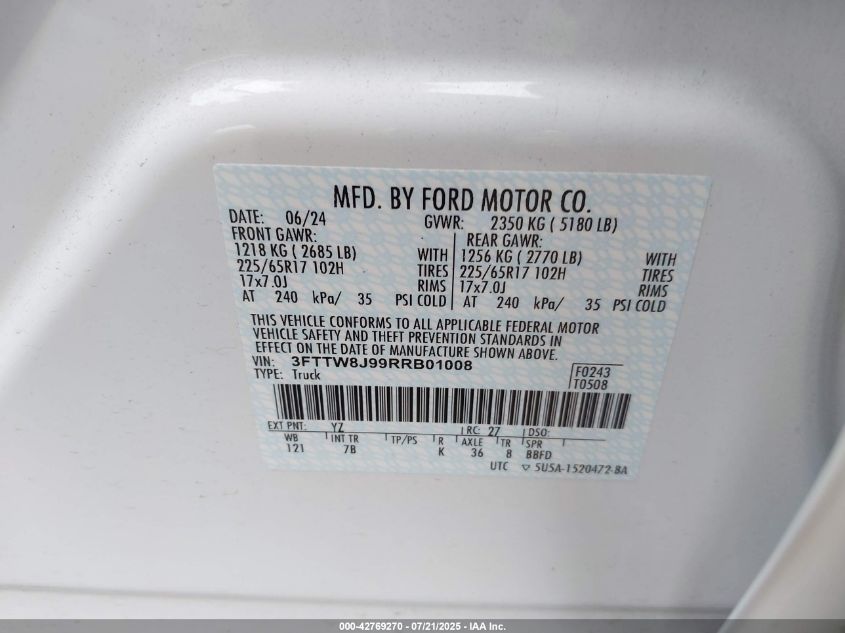 MFD. BY FORD MOTOR CO.
DATE: 06/24 GVWR: 2350 KG ( 5180 LB)
FRONT GAWR: REAR GAWR:
1218 KG ( 2685 LB) WITH 1256 KG ( 2770 LB) WITH
225/65R17 102H TIRES 225/65R17 102H TIRES
17x7.0J RIMS 17x7.0J RIMS
AT 240 kPa/ 35 PSI COLD AT 240 kPa/ 35 PSI COLD
THIS VEHICLE CONFORMS TO ALL APPLICABLE FEDERAL MOTOR
VEHICLE SAFETY AND THEFT PREVENTION STANDARDS IN
EFFECT ON THE DATE OF MANUFACTURE SHOWN ABOVE.
VIN: 3FTTW8J99RRB01008 F0243
TYPE: Truck T0508
EXT PNT: YZ RC: 27 DSO:
WB INT TR TP/PS R AXLE TR SPR
121 7B K 36 8 BBFD
UTC ▽ 5U5A-1520472-BA
000-42769270 - 07/21/2025 - IAA Inc.